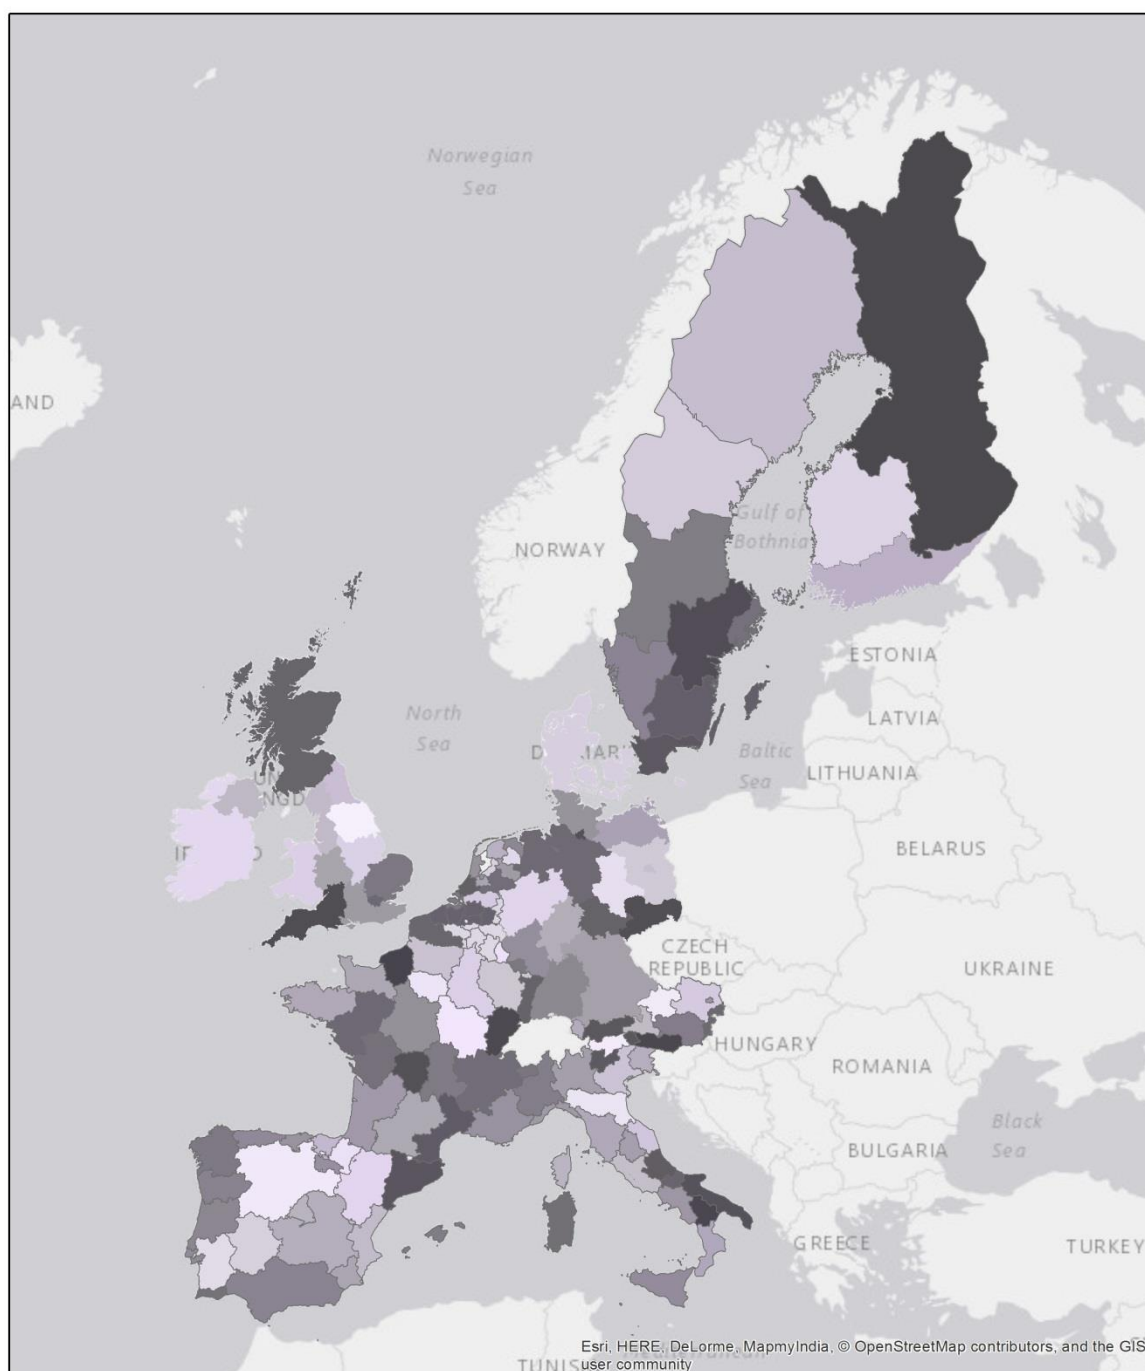 Norwegian
Sea
AND
Gulf of
Bothnia
NORWAY
ESTONIA
North
Sea
LATVIA
Baltic
Sea
LITHUANIA
BELARUS
CZECH
REPUBLIC
UKRAINE
HUNGARY
ROMANIA
Black
Sea
BULGARIA
GREECE
TURKEY
Esri, HERE, DeLorme, MapmyIndia, © OpenStreetMap contributors, and the GIS
user community
TUNIS